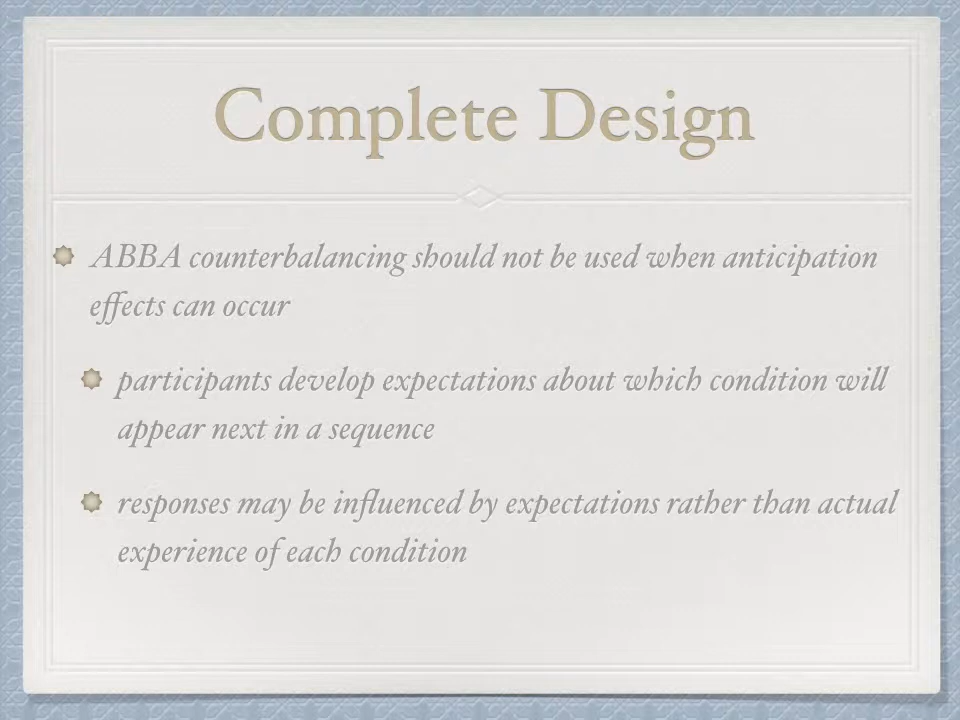 Complete Design
ABBA counterbalancing should not be used when anticipation
effects can occur
participants develop expectations about which condition will
appear next in a sequence
responses may be influenced by expectations rather than actual
experience of each condition